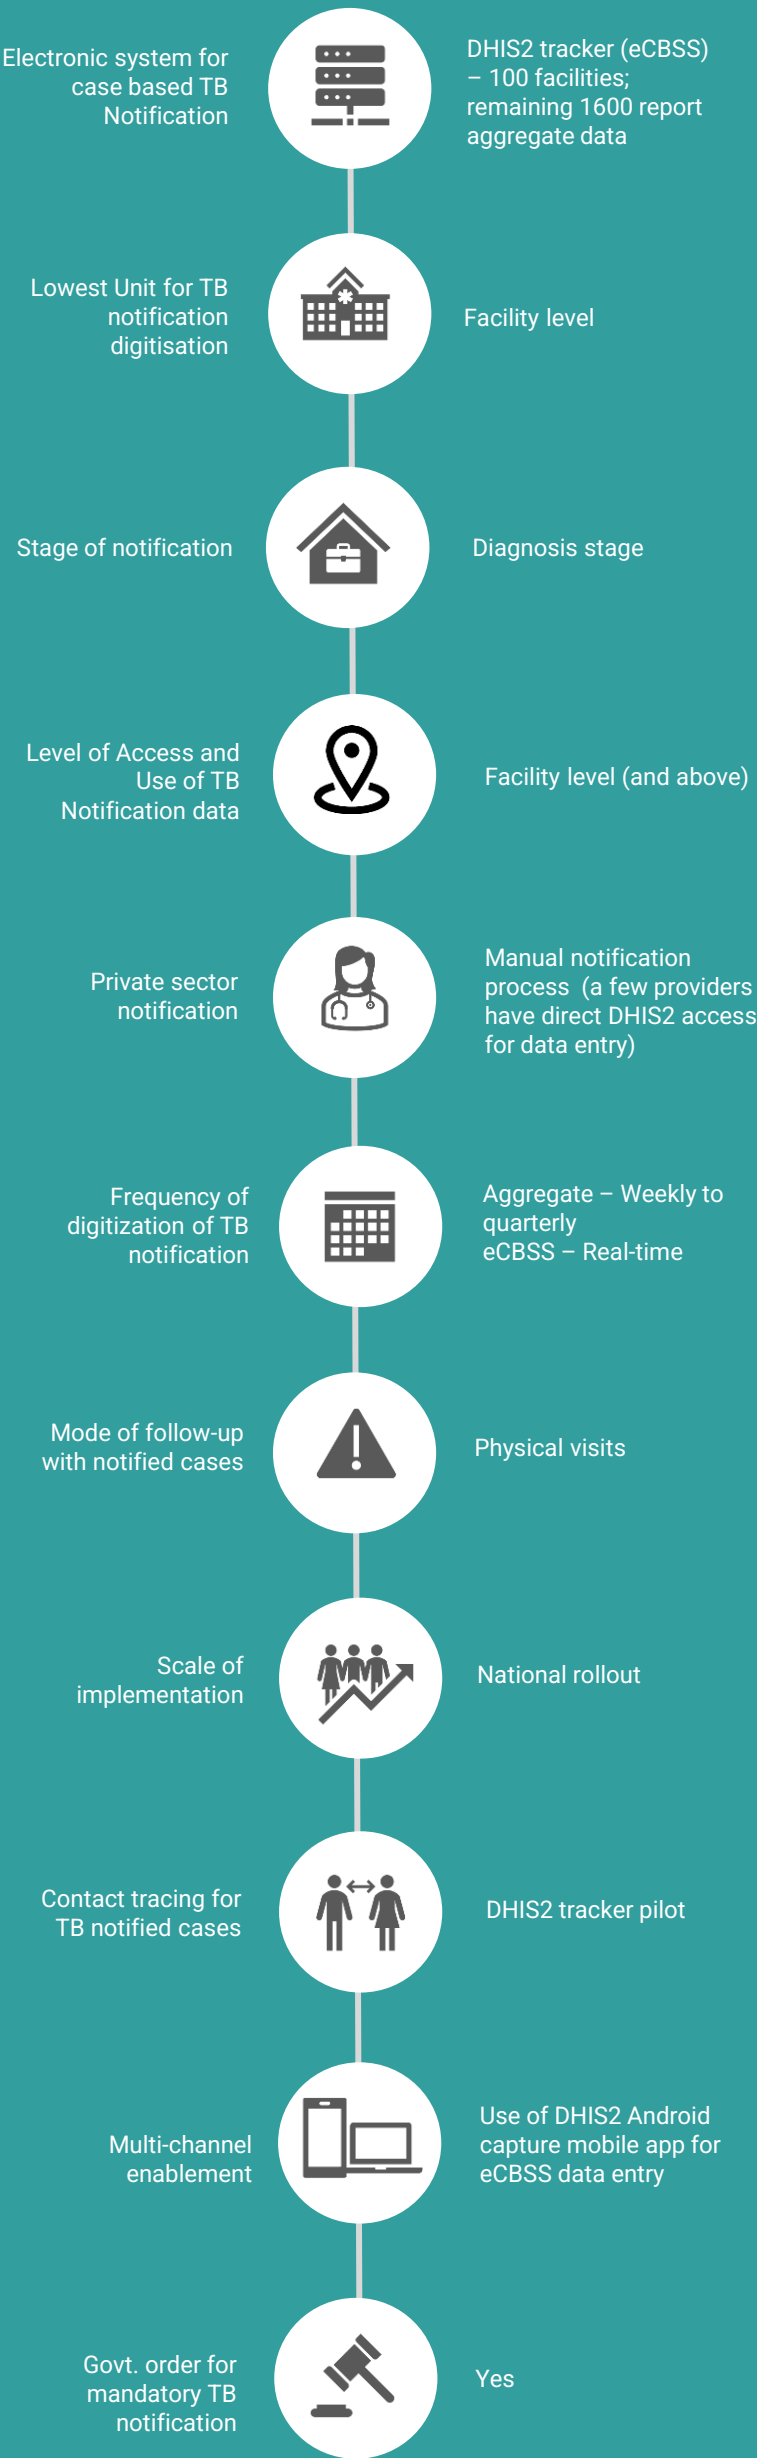 Electronic system for
case based TB
Notification
DHIS2 tracker (eCBSS)
– 100 facilities;
remaining 1600 report
aggregate data
Lowest Unit for TB
notification
digitisation
Facility level
Stage of notification
Diagnosis stage
Level of Access and
Use of TB
Notification data
Facility level (and above)
Private sector
notification
Manual notification
process (a few providers
have direct DHIS2 access
for data entry)
Frequency of
digitization of TB
notification
Aggregate – Weekly to
quarterly
eCBSS – Real-time
Mode of follow-up
with notified cases
Physical visits
Scale of
implementation
National rollout
Contact tracing for
TB notified cases
DHIS2 tracker pilot
Multi-channel
enablement
Use of DHIS2 Android
capture mobile app for
eCBSS data entry
Govt. order for
mandatory TB
notification
Yes